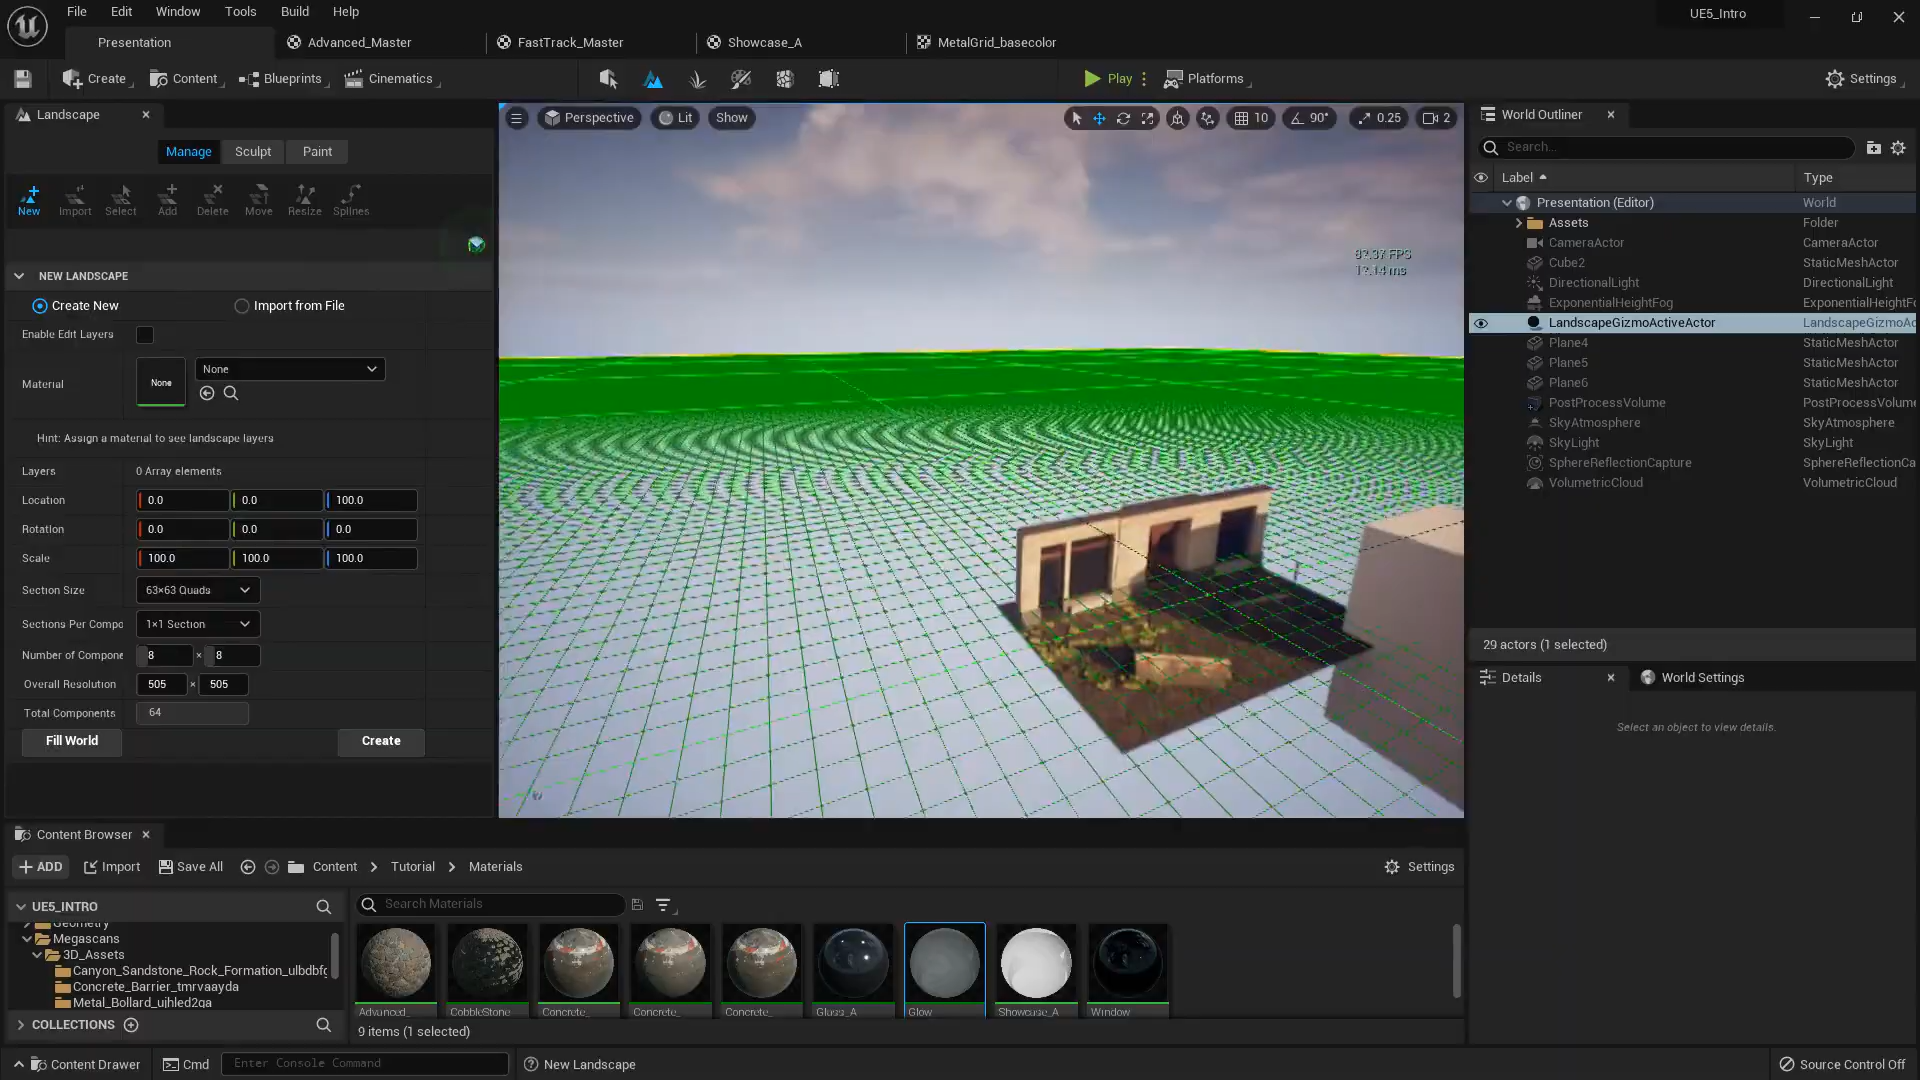 File Edit Window Tools Build Help
UE5_Intro
Presentation Advanced_Master FastTrack_Master Showcase_A MetalGrid_basecolor
Create Content Blueprints Cinematics Play Platforms Settings
Landscape
Manage Sculpt Paint
New Import Select Add Delete Move Resize Splines
NEW LANDSCAPE
Create New Import from File
Enable Edit Layers
Material None None
Hint: Assign a material to see landscape layers
Layers 0 Array elements
Location 0.0 0.0 100.0
Rotation 0.0 0.0 0.0
Scale 100.0 100.0 100.0
Section Size 63×63 Quads
Sections Per Compo 1×1 Section
Number of Compone 8 × 8
Overall Resolution 505 × 505
Total Components 64
Fill World Create
Perspective Lit Show 10 90° 0.25 2
World Outliner
Search...
Label Type
Presentation (Editor) World
Assets Folder
CameraActor CameraActor
Cube2 StaticMeshActor
DirectionalLight DirectionalLight
ExponentialHeightFog ExponentialHeightFo
LandscapeGizmoActiveActor LandscapeGizmoAc
Plane4 StaticMeshActor
Plane5 StaticMeshActor
Plane6 StaticMeshActor
PostProcessVolume PostProcessVolume
SkyAtmosphere SkyAtmosphere
SkyLight SkyLight
SphereReflectionCapture SphereReflectionCa
VolumetricCloud VolumetricCloud
29 actors (1 selected)
Details World Settings
Select an object to view details.
Content Browser
ADD Import Save All Content Tutorial Materials Settings
UE5_INTRO
Search Materials
Geometry
Megascans
3D_Assets
Canyon_Sandstone_Rock_Formation_ulbdbfg
Concrete_Barrier_tmrvaayda
Metal_Bollard_ujhled2qa
COLLECTIONS
Advanced_ CobbleStone Concrete_ Concrete_ Concrete_ Glass_A Glow Showcase_A Window
9 items (1 selected)
Content Drawer Cmd Enter Console Command New Landscape Source Control Off